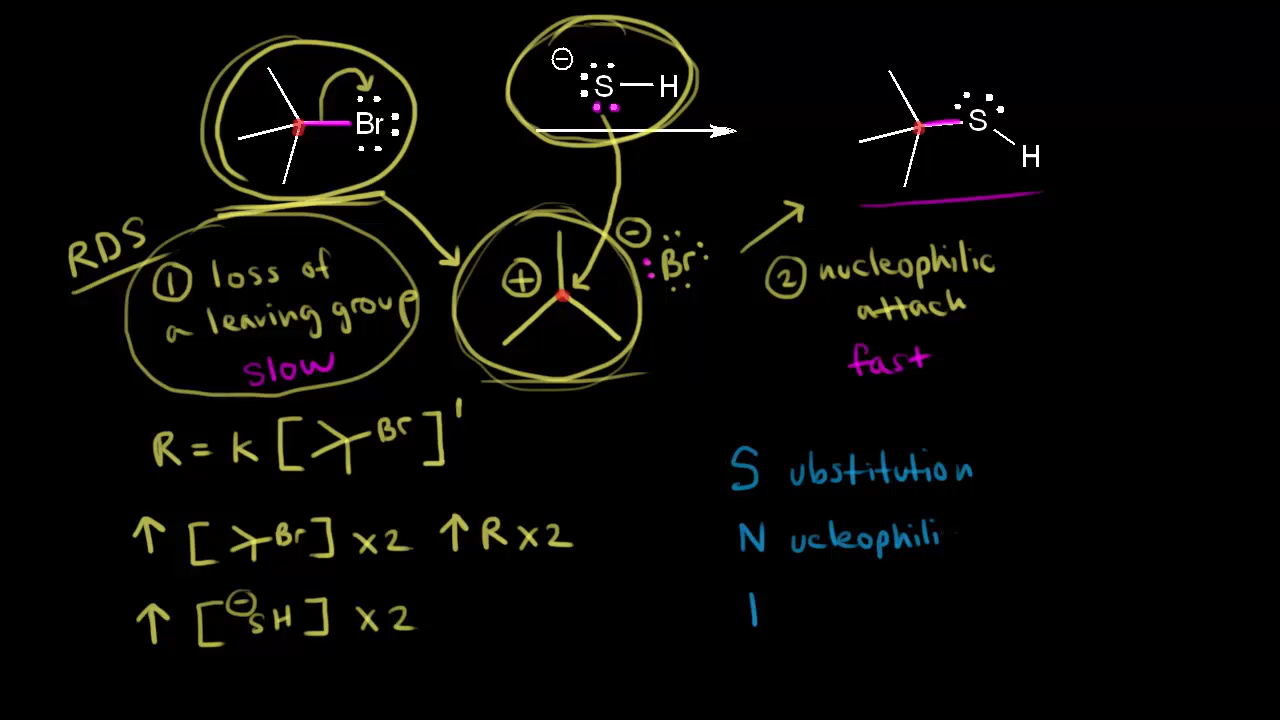 Br
⊖ S — H
S
H
RDS
① loss of
a leaving group
slow
⊕
⊖ Br
② nucleophilic
attack
fast
R = k [ Br ]¹
↑ [ Br ] x2 ↑ R x2
↑ [ ⊖SH ] x2
S ubstitution
N ucleophili
1